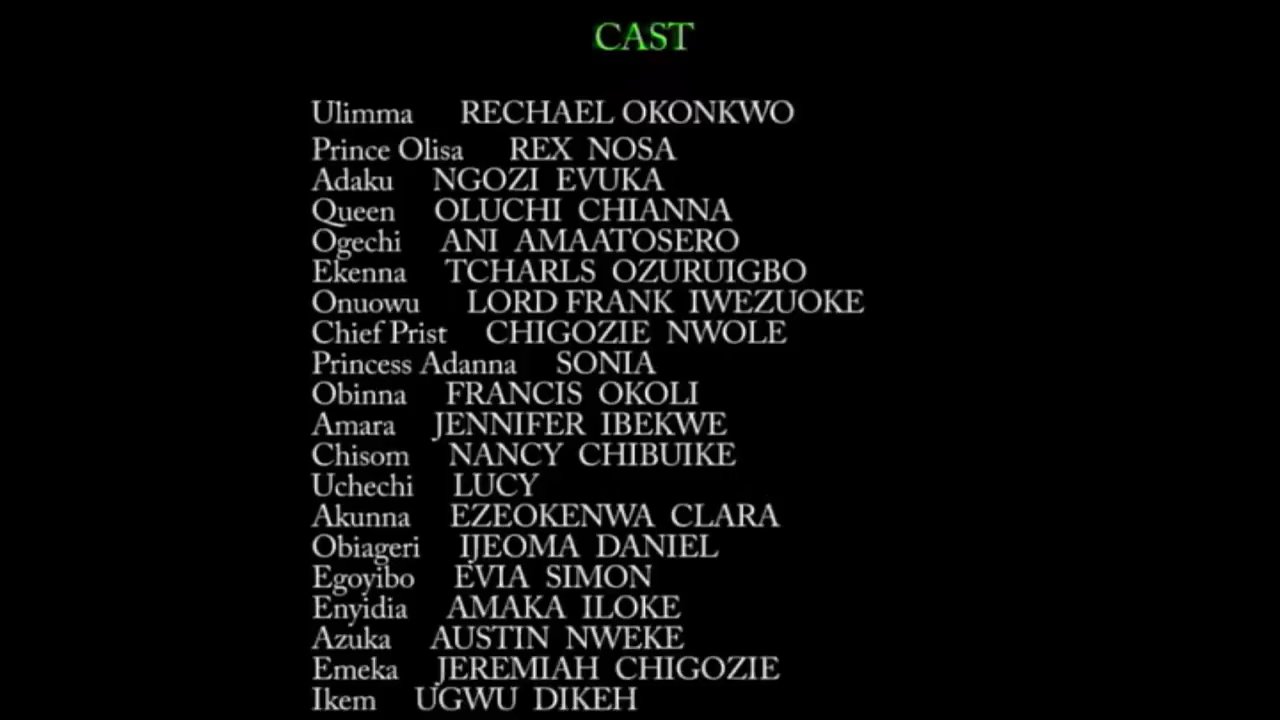 CAST
Ulimma RECHAEL OKONKWO
Prince Olisa REX NOSA
Adaku NGOZI EVUKA
Queen OLUCHI CHIANNA
Ogechi ANI AMAATOSERO
Ekenna TCHARLS OZURUIGBO
Onuowu LORD FRANK IWEZUOKE
Chief Prist CHIGOZIE NWOLE
Princess Adanna SONIA
Obinna FRANCIS OKOLI
Amara JENNIFER IBEKWE
Chisom NANCY CHIBUIKE
Uchechi LUCY
Akunna EZEOKENWA CLARA
Obiageri IJEOMA DANIEL
Egoyibo EVIA SIMON
Enyidia AMAKA ILOKE
Azuka AUSTIN NWEKE
Emeka JEREMIAH CHIGOZIE
Ikem UGWU DIKEH